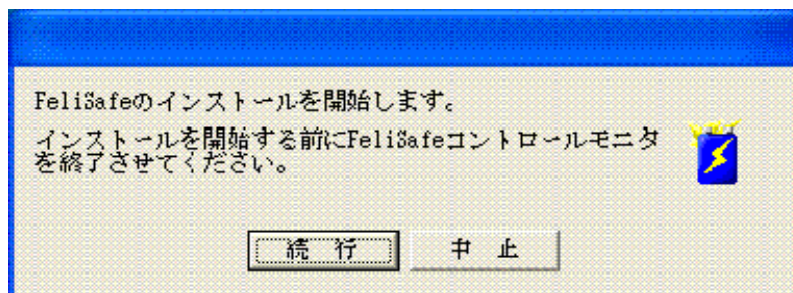 FeliSafeのインストールを開始します。
インストールを開始する前にFeliSafeコントロールモニタ
を終了させてください。
続 行 中 止